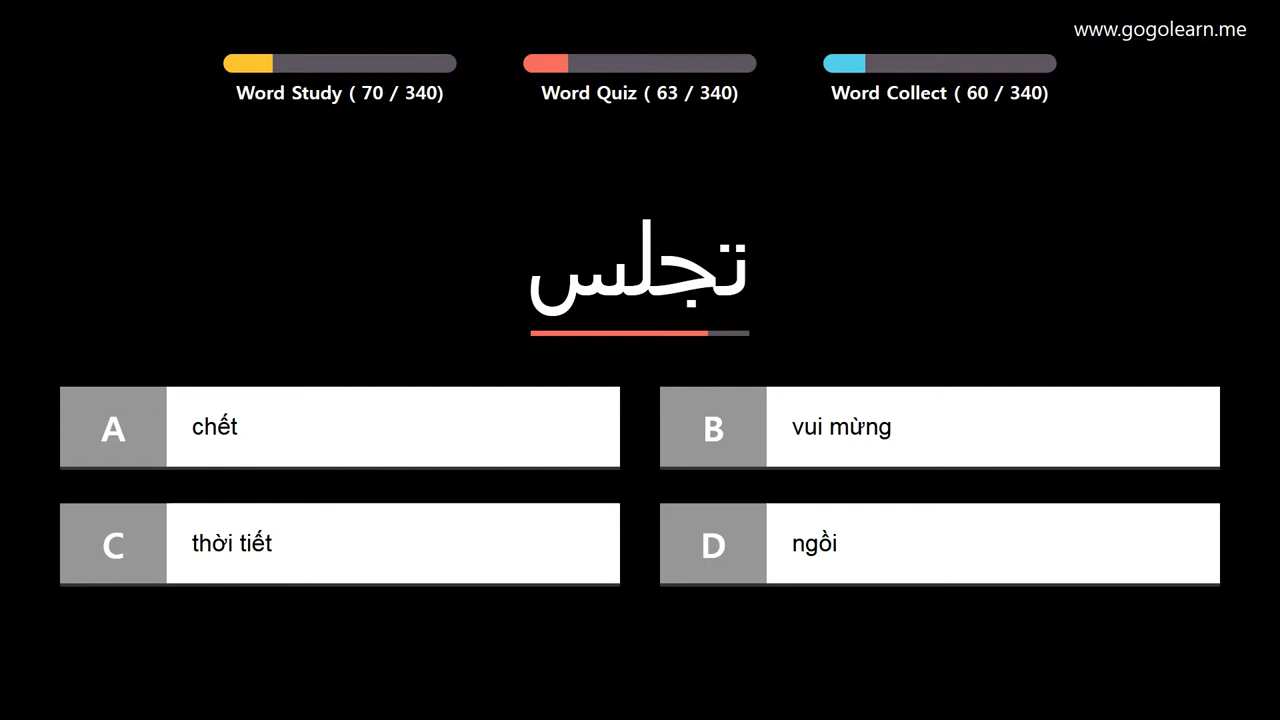 www.gogolearn.me
Word Study ( 70 / 340)
Word Quiz ( 63 / 340)
Word Collect ( 60 / 340)
تجلس
A chết
B vui mừng
C thời tiết
D ngồi